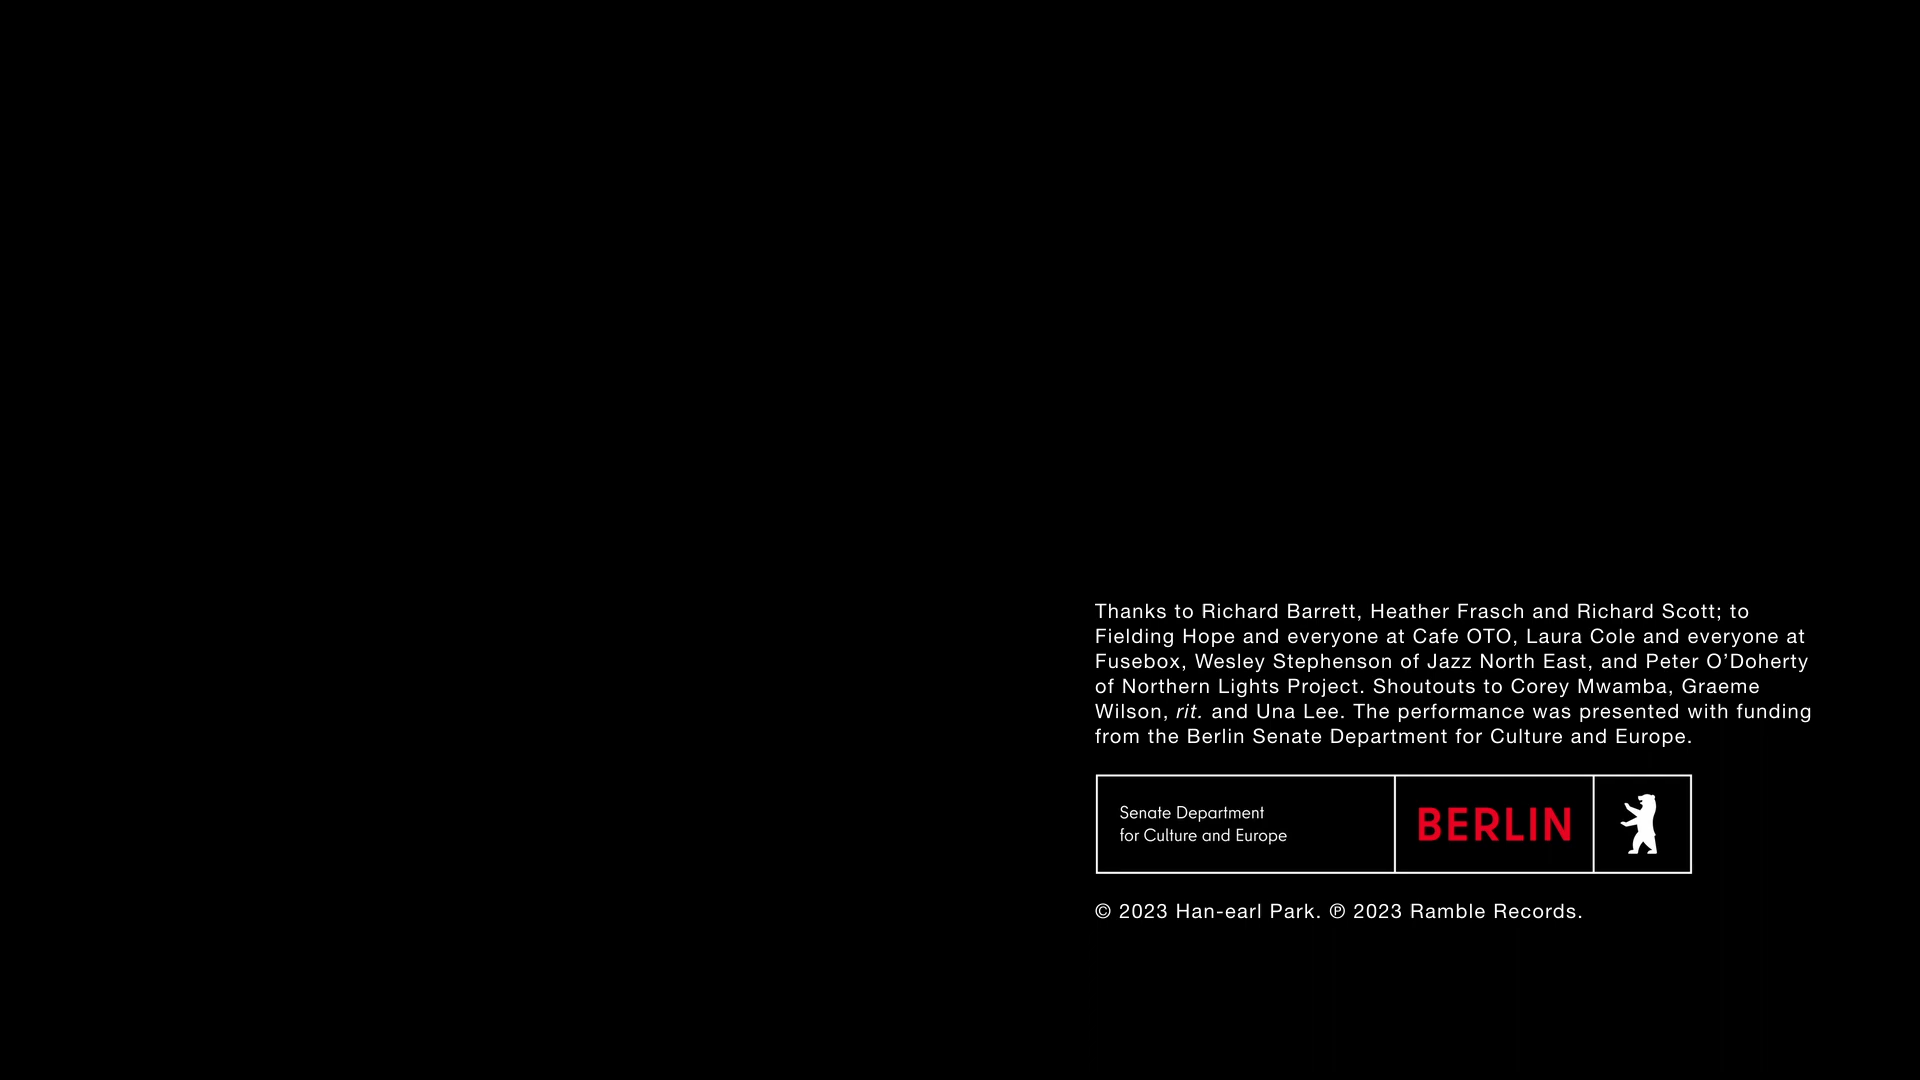 Thanks to Richard Barrett, Heather Frasch and Richard Scott; to
Fielding Hope and everyone at Cafe OTO, Laura Cole and everyone at
Fusebox, Wesley Stephenson of Jazz North East, and Peter O’Doherty
of Northern Lights Project. Shoutouts to Corey Mwamba, Graeme
Wilson, rit. and Una Lee. The performance was presented with funding
from the Berlin Senate Department for Culture and Europe.
Senate Department
for Culture and Europe
BERLIN
© 2023 Han-earl Park. ℗ 2023 Ramble Records.